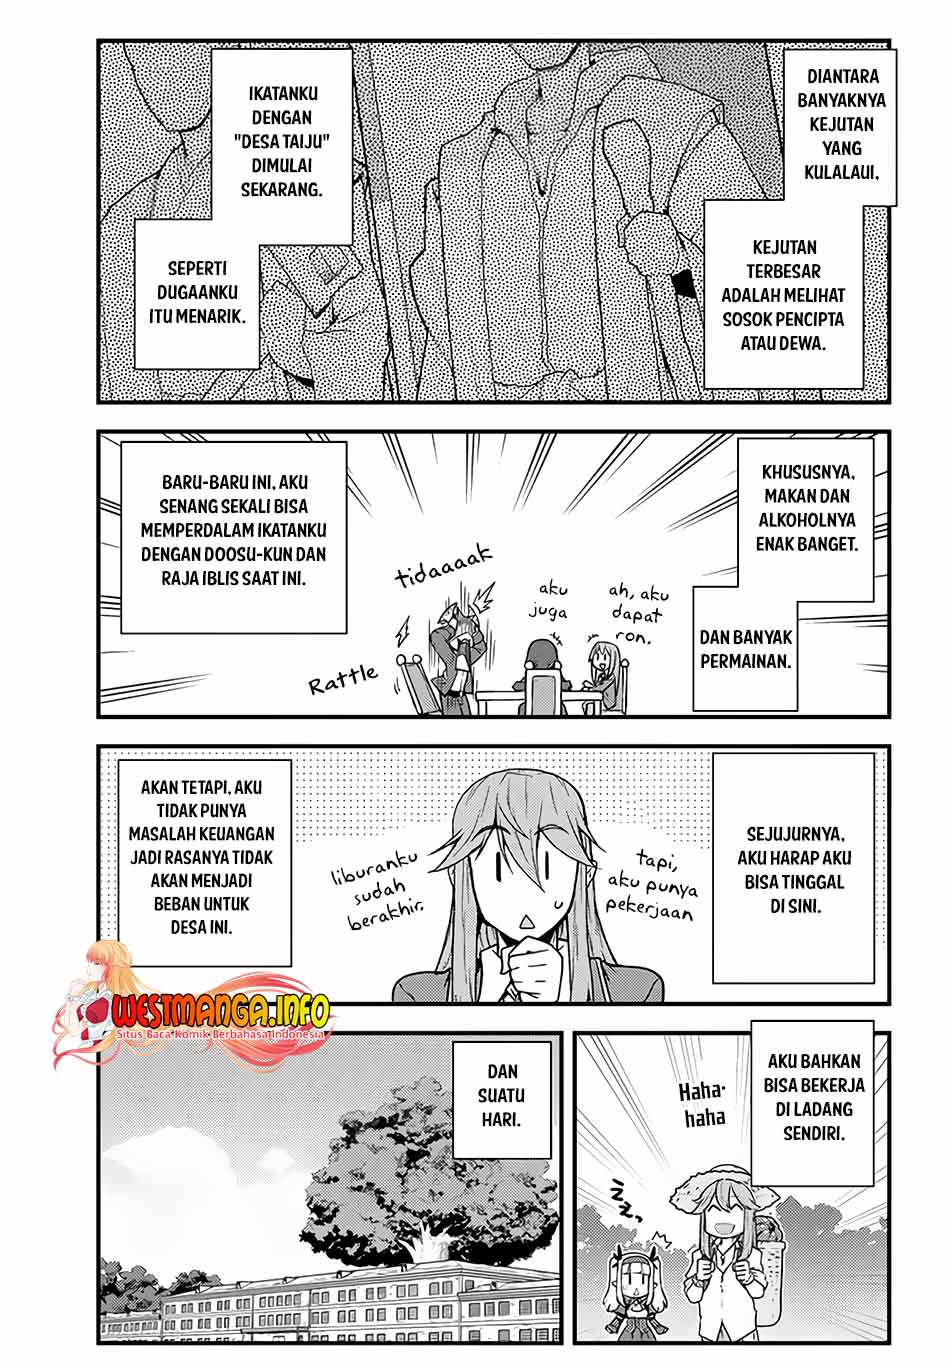 DIANTARA
BANYAKNYA
KEJUTAN
YANG
KULALAUI,
KEJUTAN
TERBESAR
ADALAH MELIHAT
SOSOK PENCIPTA
ATAU DEWA.
IKATANKU
DENGAN
"DESA TAIJU"
DIMULAI
SEKARANG.
SEPERTI
DUGAANKU
ITU MENARIK.
KHUSUSNYA,
MAKAN DAN
ALKOHOLNYA
ENAK BANGET.
DAN BANYAK
PERMAINAN.
ah, aku
dapat
ron.
aku
juga
tidaaaak
Rattle
BARU-BARU INI, AKU
SENANG SEKALI BISA
MEMPERDALAM IKATANKU
DENGAN DOOSU-KUN DAN
RAJA IBLIS SAAT INI.
SEJUJURNYA,
AKU HARAP AKU
BISA TINGGAL
DI SINI.
tapi,
aku punya
pekerjaan
liburanku
sudah
berakhir.
AKAN TETAPI, AKU
TIDAK PUNYA
MASALAH KEUANGAN
JADI RASANYA TIDAK
AKAN MENJADI
BEBAN UNTUK
DESA INI.
WESTMANGA.INFO
Situs Baca Komik Berbahasa Indonesia
AKU BAHKAN
BISA BEKERJA
DI LADANG
SENDIRI.
Haha-
haha
DAN
SUATU
HARI.